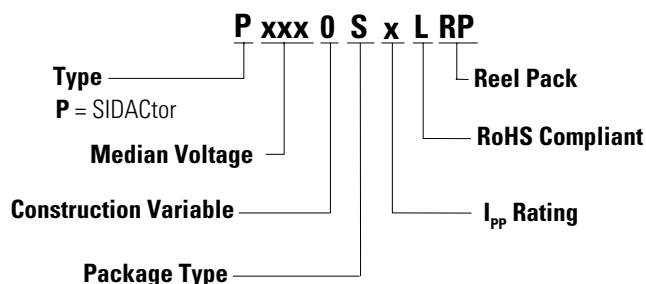 P xxx 0 S x L RP
Type
P = SIDACtor
Reel Pack
Median Voltage
RoHS Compliant
Construction Variable
IPP Rating
Package Type